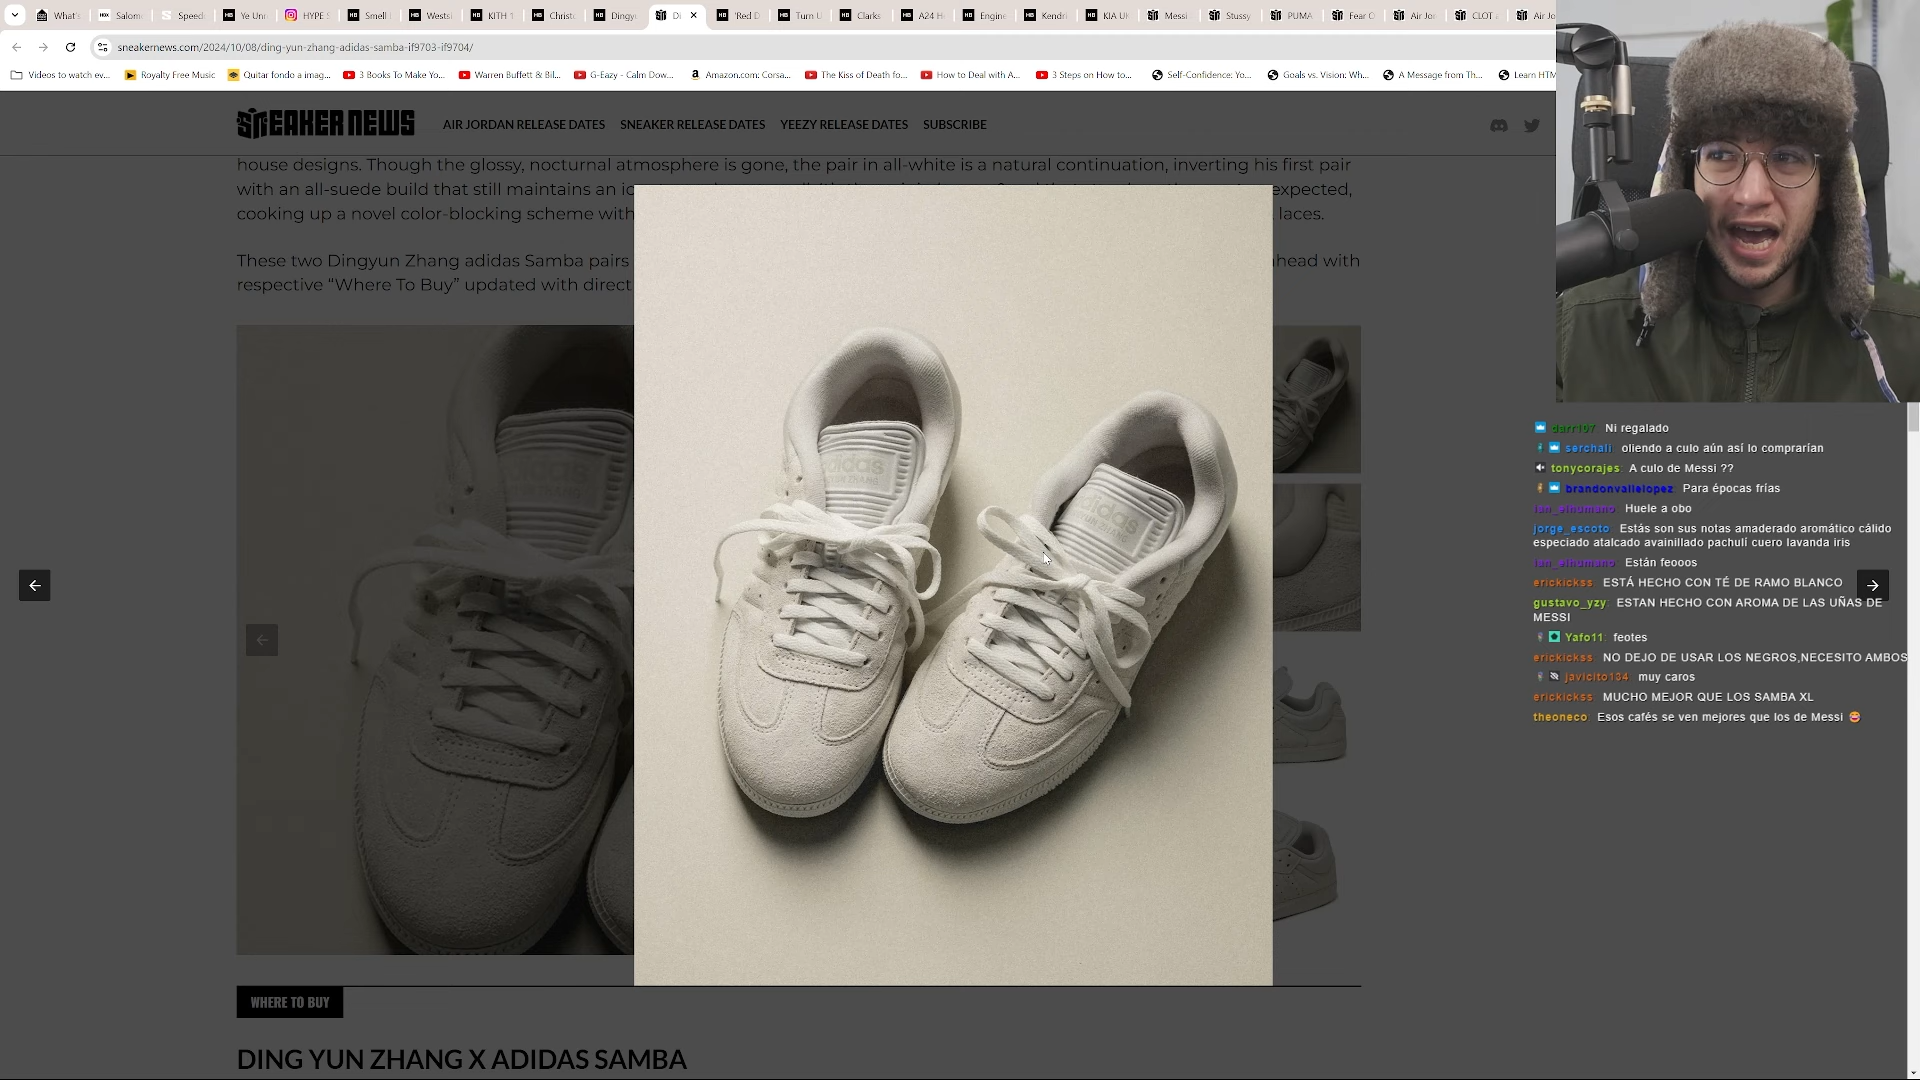 What'
Salom
Speed
Ye Un
HYPE S
Smell
Westsi
KITH
Christo
Dingy
Di
'Red D
Turn U
Clarks
A24 H
Engine
Kendri
KIA UK
Messi
Stussy
PUMA
Fear O
Air Jo
CLOT
Air Jo
sneakernews.com/2024/10/08/ding-yun-zhang-adidas-samba-if9703-if9704/
Videos to watch ev...
Royalty Free Music
Quitar fondo a imag...
3 Books To Make Yo...
Warren Buffett & Bil...
G-Eazy - Calm Dow...
Amazon.com: Corsa...
The Kiss of Death fo...
How to Deal with A...
3 Steps on How to...
Self-Confidence: Yo...
Goals vs. Vision: Wh...
A Message from Th...
Learn HTM
SNEAKER NEWS
AIR JORDAN RELEASE DATES SNEAKER RELEASE DATES YEEZY RELEASE DATES SUBSCRIBE
house designs. Though the glossy, nocturnal atmosphere is gone, the pair in all-white is a natural continuation, inverting his first pair
with an all-suede build that still maintains an expected,
cooking up a novel color-blocking scheme with laces.
These two Dingyun Zhang adidas Samba pairs ahead with
respective “Where To Buy” updated with direct
adidas
darr107: Ni regalado
serchali: oliendo a culo aún así lo comprarían
tonycorajes: A culo de Messi ??
brandonvallelopez: Para épocas frías
ian_elhumano: Huele a obo
jorge_escoto: Estás son sus notas amaderado aromático cálido
especiado atalcado avainillado pachulí cuero lavanda iris
ian_elhumano: Están feooos
erickickss: ESTÁ HECHO CON TÉ DE RAMO BLANCO
gustavo_yzy: ESTAN HECHO CON AROMA DE LAS UÑAS DE
MESSI
Yafo11: feotes
erickickss: NO DEJO DE USAR LOS NEGROS,NECESITO AMBOS
javicito134: muy caros
erickickss: MUCHO MEJOR QUE LOS SAMBA XL
theoneco: Esos cafés se ven mejores que los de Messi
WHERE TO BUY
DING YUN ZHANG X ADIDAS SAMBA